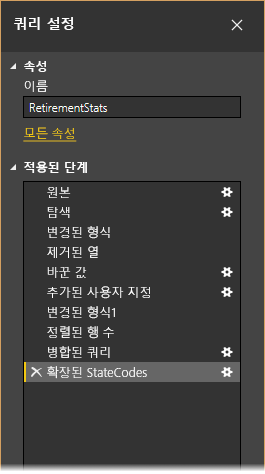 쿼리 설정
속성
이름
RetirementStats
모든 속성
적용된 단계
원본
탐색
변경된 형식
제거된 열
바꾼 값
추가된 사용자 지정
변경된 형식1
정렬된 행 수
병합된 쿼리
확장된 StateCodes